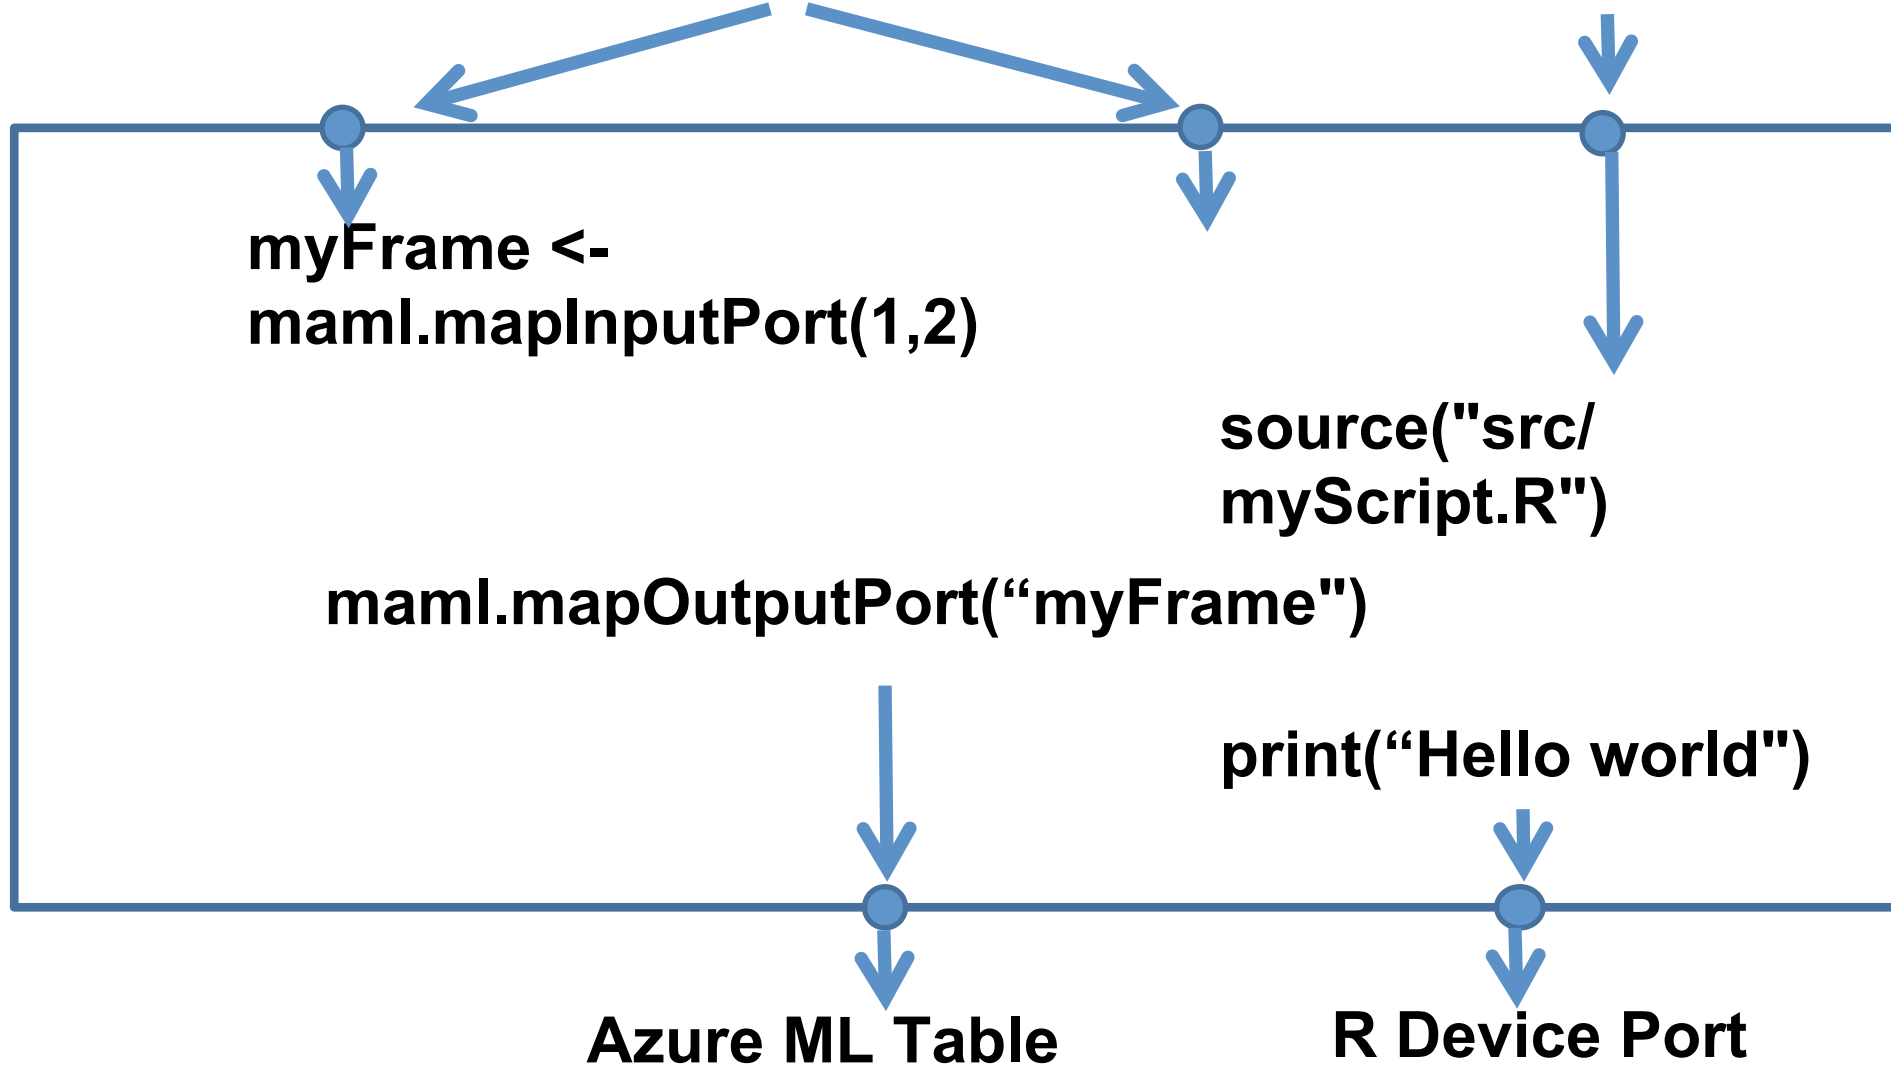 myFrame <-
maml.mapInputPort(1,2)
source("src/
myScript.R")
maml.mapOutputPort(“myFrame")
print(“Hello world")
Azure ML Table
R Device Port